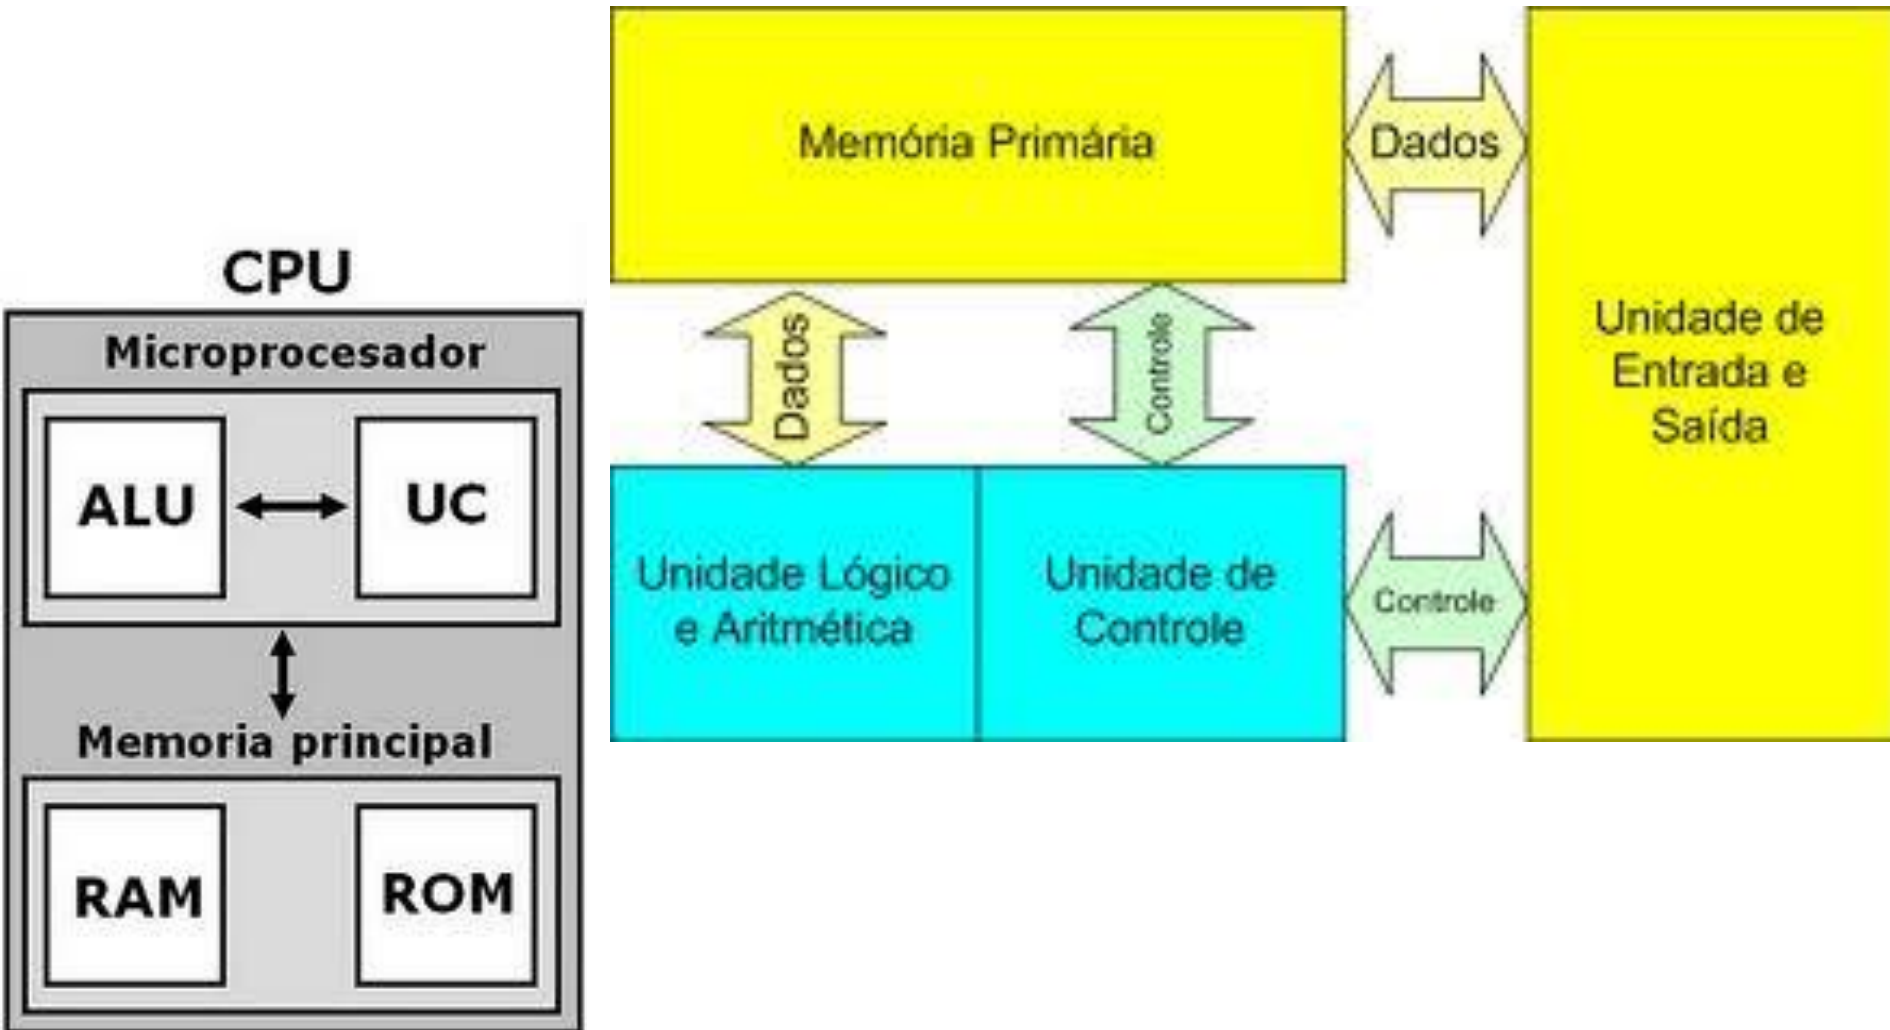 CPU
Microprocesador
ALU
UC
Memoria principal
RAM
ROM
Memória Primária
Dados
Unidade de
Entrada e
Saída
Dados
Controle
Unidade Lógico
e Aritmética
Unidade de
Controle
Controle